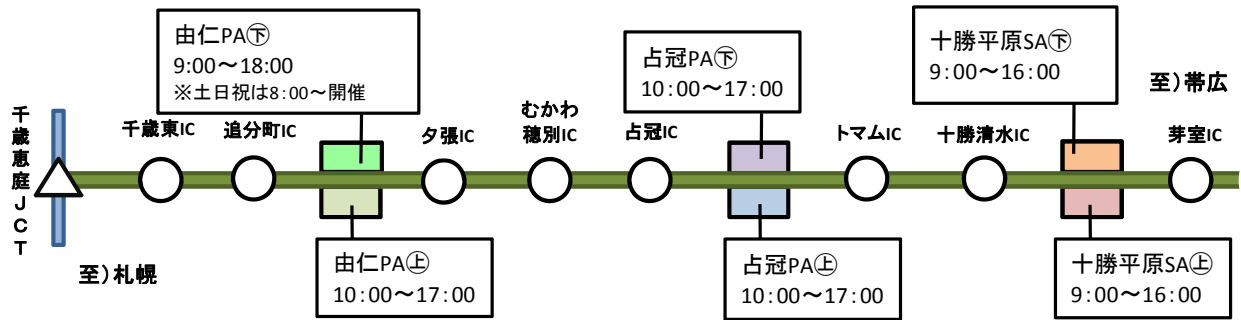 由仁PA㊦
9:00～18:00
※土日祝は8:00～開催
占冠PA㊦
10:00～17:00
十勝平原SA㊦
9:00～16:00
至）帯広
千歳恵庭JCT
千歳東IC
追分町IC
夕張IC
むかわ
穂別IC
占冠IC
トマムIC
十勝清水IC
芽室IC
至）札幌
由仁PA㊤
10:00～17:00
占冠PA㊤
10:00～17:00
十勝平原SA㊤
9:00～16:00